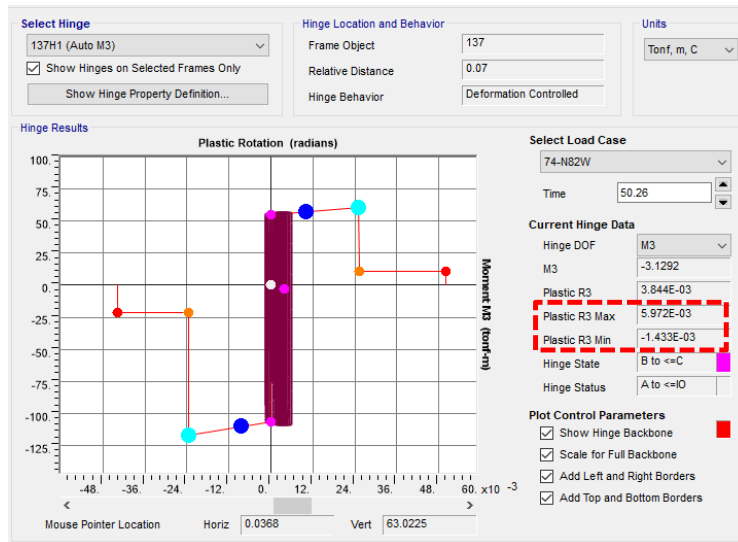 Select Hinge
137H1 (Auto M3)
Show Hinges on Selected Frames Only
Show Hinge Property Definition...
Hinge Location and Behavior
Frame Object 137
Relative Distance 0.07
Hinge Behavior Deformation Controlled
Units
Tonf, m, C
Hinge Results
Plastic Rotation (radians)
100.
75.
50.
25.
0.
-25.
-50.
-75.
-100.
-125.
Moment M3 (tonf-m)
-48. -36. -24. -12. 0. 12. 24. 36. 48. 60. x10 -3
Mouse Pointer Location Horiz 0.0368 Vert 63.0225
Select Load Case
74-N82W
Time 50.26
Current Hinge Data
Hinge DOF M3
M3 -3.1292
Plastic R3 3.844E-03
Plastic R3 Max 5.972E-03
Plastic R3 Min -1.433E-03
Hinge State B to <=C
Hinge Status A to <=IO
Plot Control Parameters
Show Hinge Backbone
Scale for Full Backbone
Add Left and Right Borders
Add Top and Bottom Borders